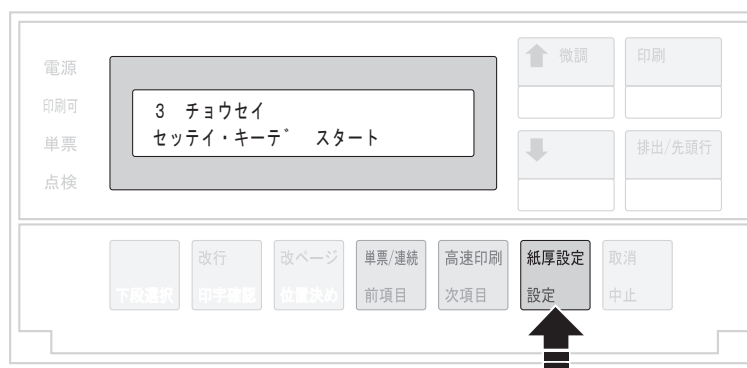 電源
印刷可
単票
点検
3 チョウセイ
セッテイ・キーデ スタート
微調
印刷
排出/先頭行
下段選択
改行
印字確認
改ページ
位置決め
単票/連続
前項目
高速印刷
次項目
紙厚設定
設定
取消
中止